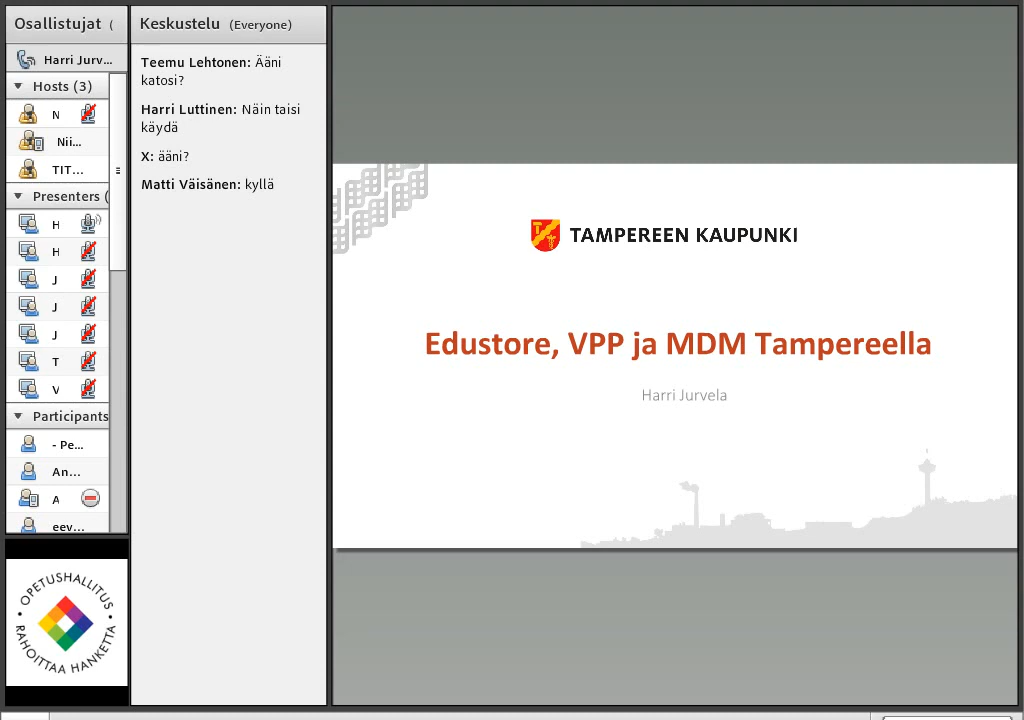 Osallistujat (
Harri Jurv...
Hosts (3)
N
Nii...
TIT...
Presenters (
H
H
J
J
J
T
V
Participants
- Pe...
An...
A
eev...
OPETUSHALLITUS
RAHOITTAA HANKETTA
Keskustelu (Everyone)
Teemu Lehtonen: Ääni
katosi?
Harri Luttinen: Näin taisi
käydä
X: ääni?
Matti Väisänen: kyllä
TAMPEREEN KAUPUNKI
Edustore, VPP ja MDM Tampereella
Harri Jurvela